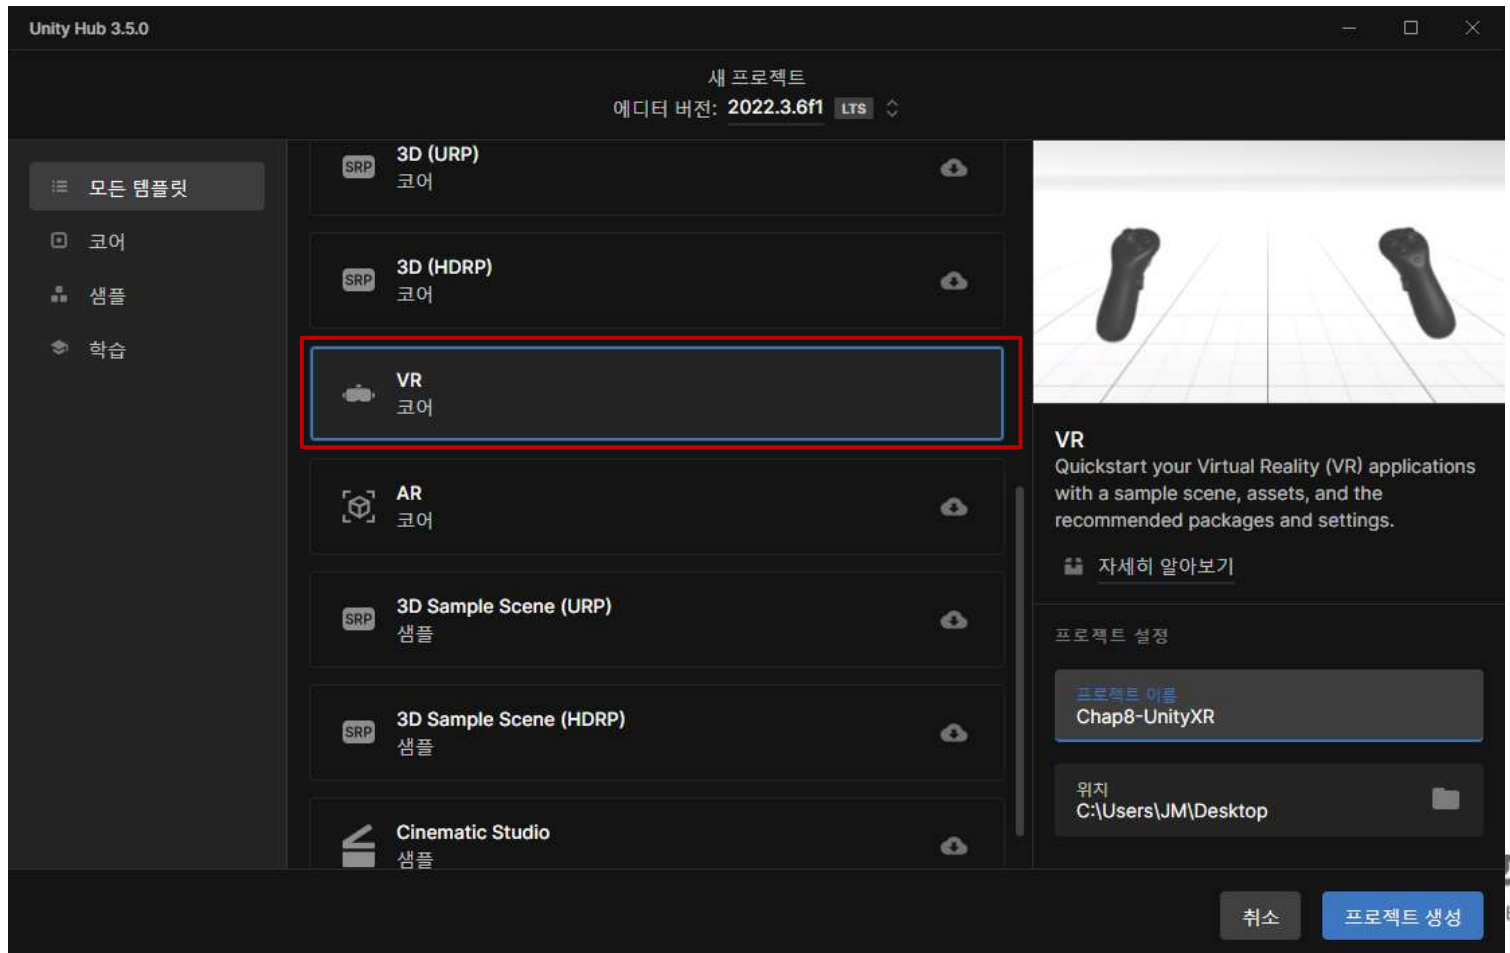 Unity Hub 3.5.0
새 프로젝트
에디터 버전: 2022.3.6f1 LTS
모든 템플릿
코어
샘플
학습
SRP
3D (URP)
코어
SRP
3D (HDRP)
코어
VR
코어
AR
코어
SRP
3D Sample Scene (URP)
샘플
SRP
3D Sample Scene (HDRP)
샘플
Cinematic Studio
샘플
VR
Quickstart your Virtual Reality (VR) applications
with a sample scene, assets, and the
recommended packages and settings.
자세히 알아보기
프로젝트 설정
프로젝트 이름
Chap8-UnityXR
위치
C:\Users\JM\Desktop
취소
프로젝트 생성